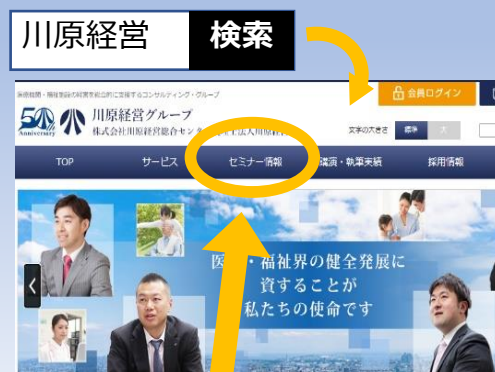 川原経営 検索
医療機関・福祉施設の経営を総合的に支援するコンサルティング・グループ
会員ログイン
50
Anniversary
川原経営グループ
株式会社川原経営総合センタ
文字の大きさ 標準 大
TOP サービス セミナー情報 講演・執筆実績 採用情報
医 ・福祉界の健全発展に
資することが
私たちの使命です